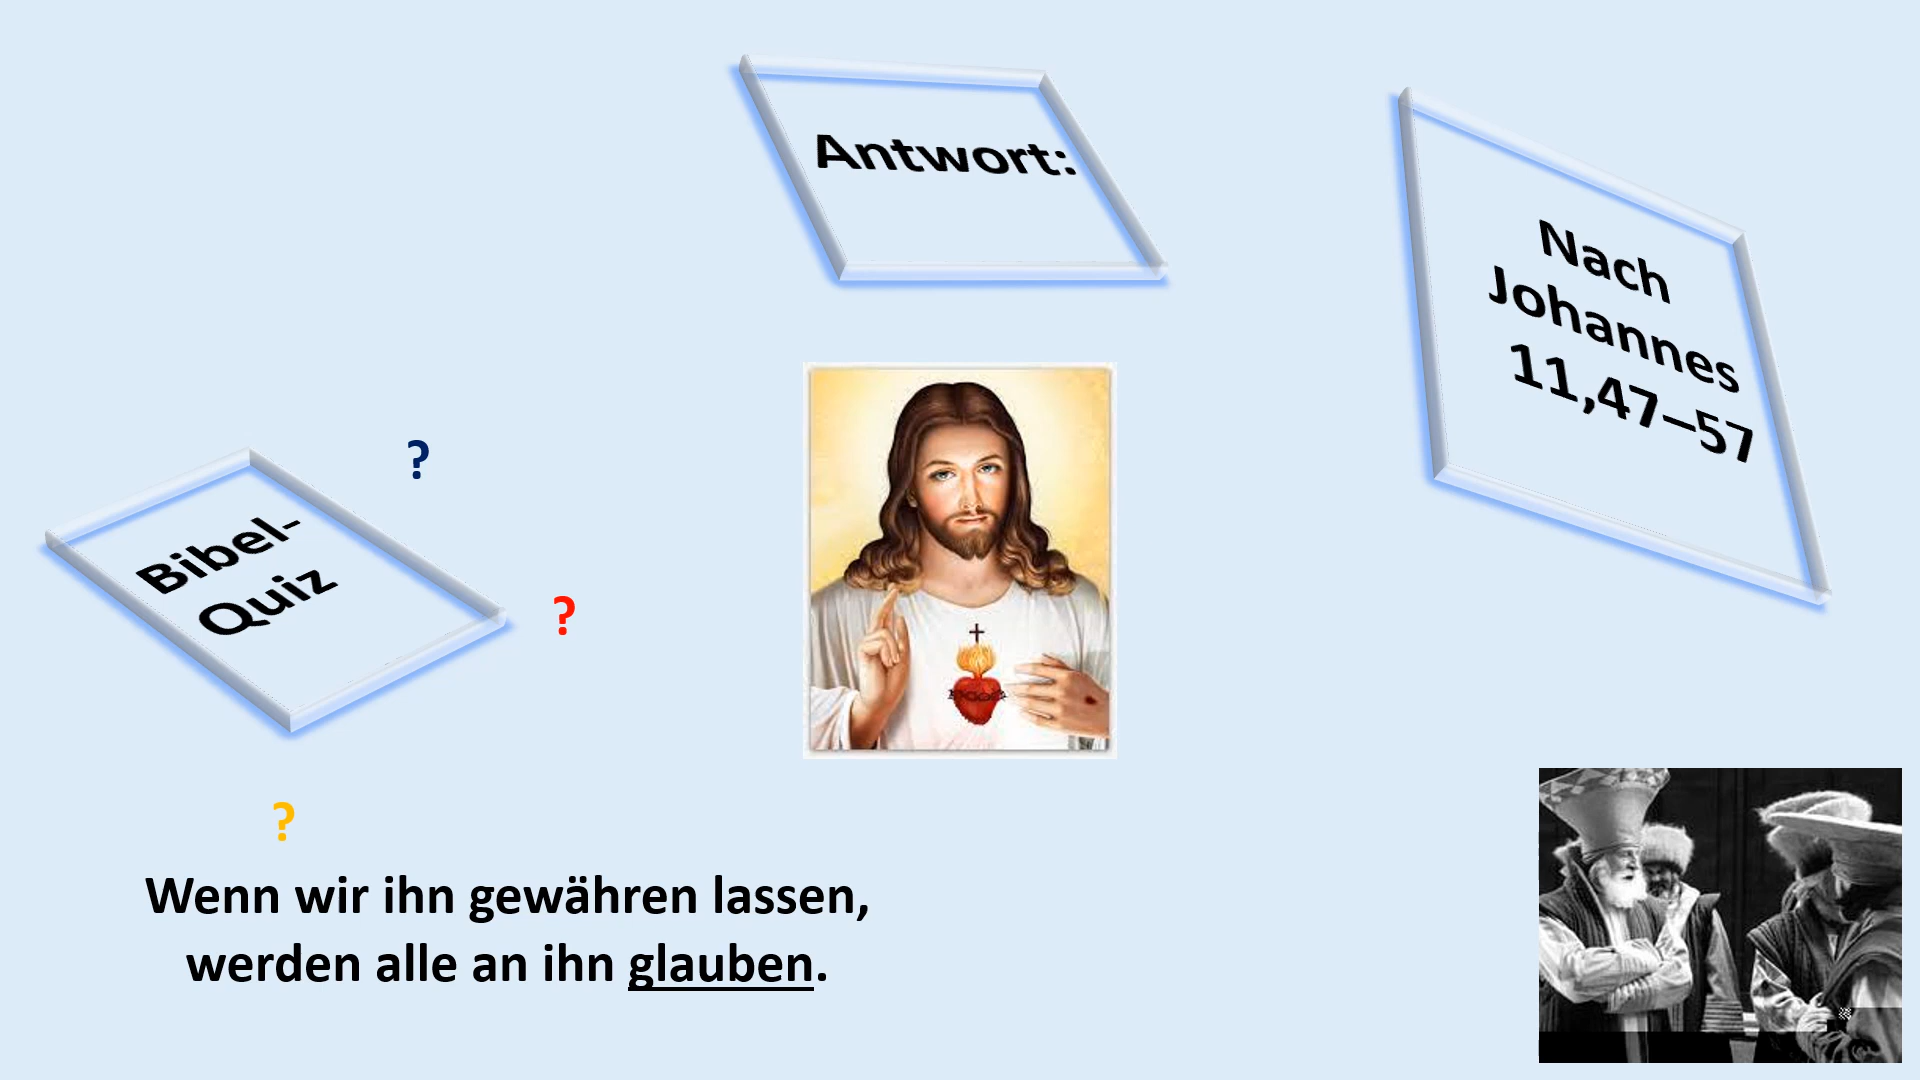 Antwort:
Nach
Johannes
11,47–57
Bibel-
Quiz
?
?
?
Wenn wir ihn gewähren lassen,
werden alle an ihn glauben.